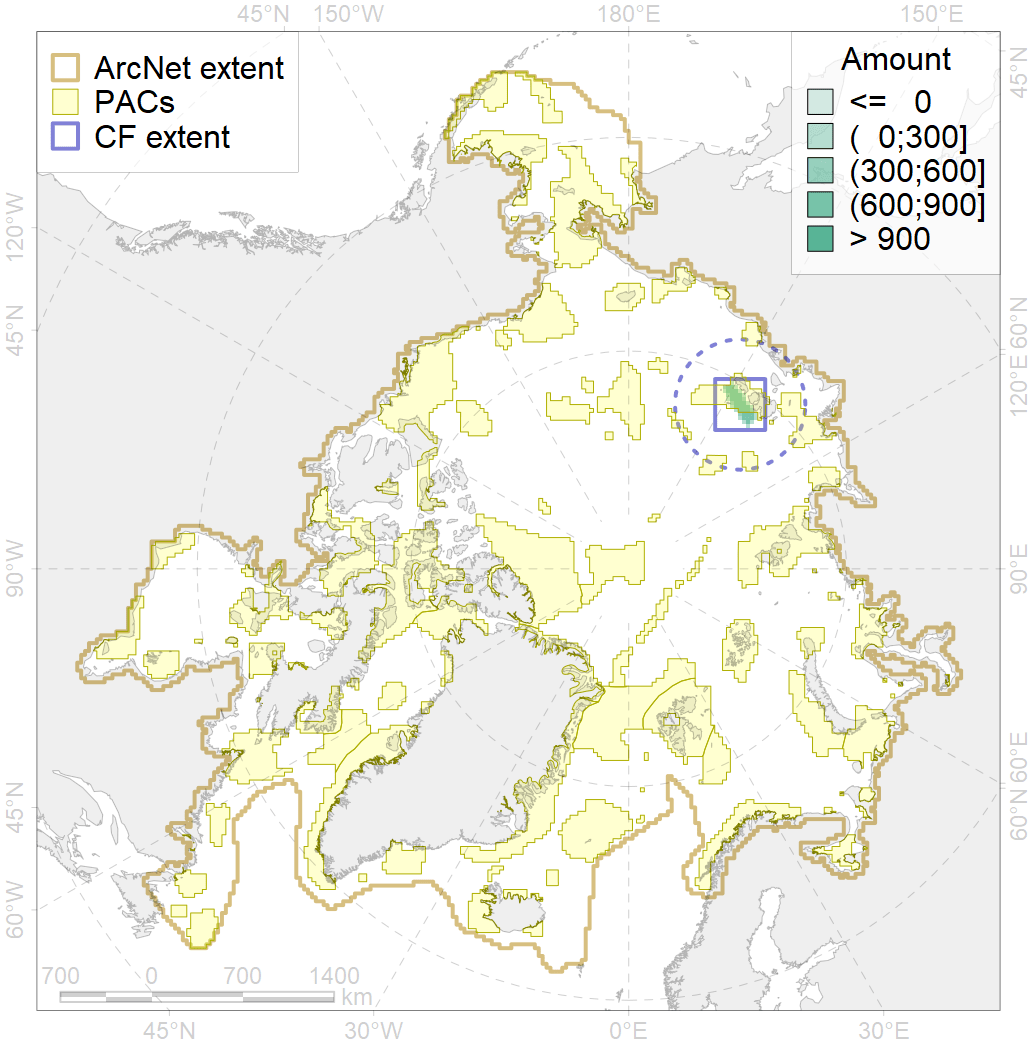 45°N 150°W 180°E 150°E
ArcNet extent
PACs
CF extent
Amount
<= 0
( 0;300]
(300;600]
(600;900]
> 900
45°N
120°W
60°N
45°N
120°E
90°W
90°E
60°E
45°N
60°N
60°W
700 0 700 1400
km
45°N 30°W 0°E 30°E